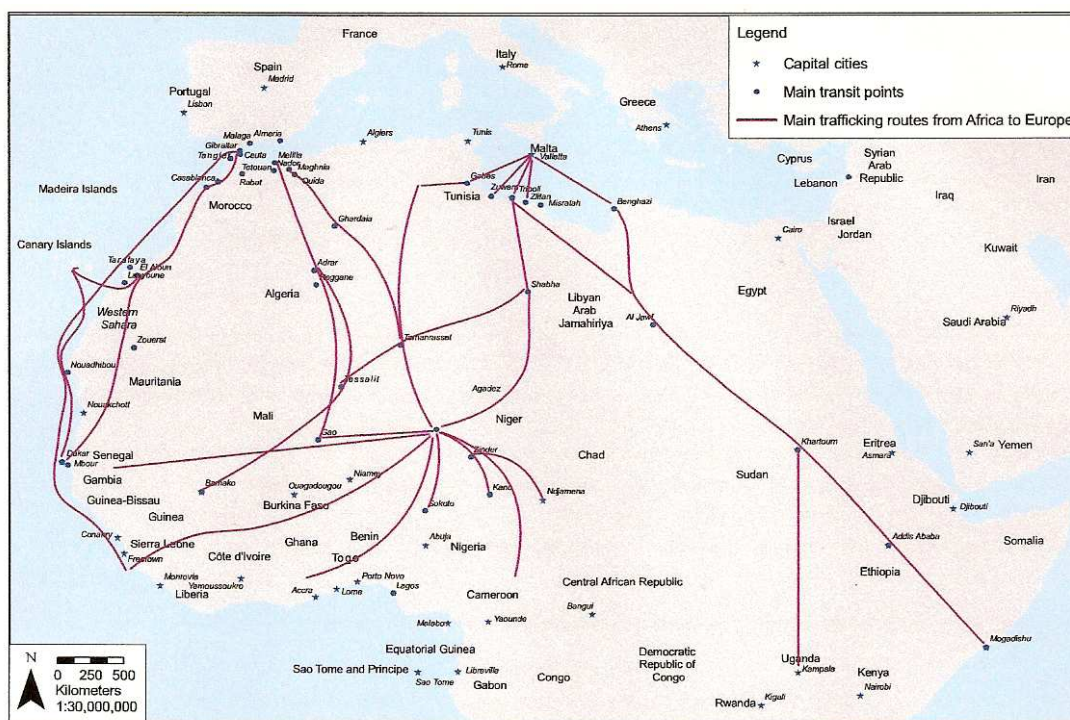 France
Italy
Rome
Spain
Madrid
Portugal
Lisbon
Greece
Athens
Legend
Capital cities
Main transit points
Main trafficking routes from Africa to Europe
Malaga
Almeria
Gibraltar
Tangier
Ceuta
Melilla
Nador
Tetouan
Maghnia
Oujda
Algiers
Tunis
Malta
Valletta
Cyprus
Lebanon
Syrian
Arab
Republic
Iran
Iraq
Israel
Jordan
Kuwait
Madeira Islands
Casablanca
Rabat
Morocco
Gabes
Tunisia
Tripoli
Zlitan
Misratah
Benghazi
Cairo
Ghardaia
Canary Islands
Tarafaya
El Aioun
Laayoune
Adrar
Reggane
Algeria
Shabha
Libyan
Arab
Jamahiriya
Egypt
Al Jawf
Riyadh
Saudi Arabia
Western
Sahara
Zouerat
Tamanrassat
Nouadhibou
Mauritania
Tessalit
Agadez
Nouakchott
Mali
Gao
Niger
Zindur
Chad
Sudan
Khartoum
Eritrea
Asmara
San'a
Yemen
Dakar
Mbour
Senegal
Gambia
Guinea-Bissau
Guinea
Bamako
Ouagadougou
Niamey
Burkina Faso
Kano
Ndjamena
Sokoto
Djibouti
Djibouti
Conakry
Sierra Leone
Freetown
Ghana
Benin
Togo
Abuja
Nigeria
Addis Ababa
Ethiopia
Somalia
Côte d'Ivoire
Monrovia
Yamoussoukro
Liberia
Accra
Lome
Porto Novo
Lagos
Cameroon
Central African Republic
Bangui
Malabo
Yaounde
Equatorial Guinea
Sao Tome and Principe
Sao Tome
Libreville
Gabon
Congo
Democratic
Republic of
Congo
Uganda
Kampala
Kenya
Nairobi
Rwanda
Kigali
Mogadishu
N
0 250 500
Kilometers
1:30,000,000